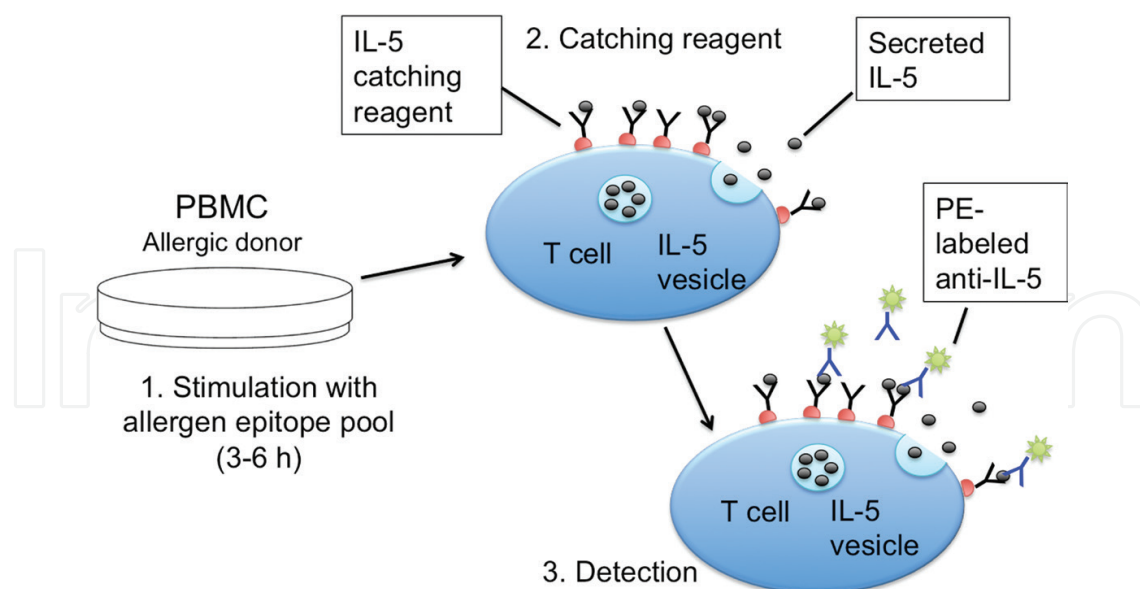 IL-5
catching
reagent
2. Catching reagent
Secreted
IL-5
PBMC
Allergic donor
T cell
IL-5
vesicle
PE-
labeled
anti-IL-5
1. Stimulation with
allergen epitope pool
(3-6 h)
T cell
IL-5
vesicle
3. Detection